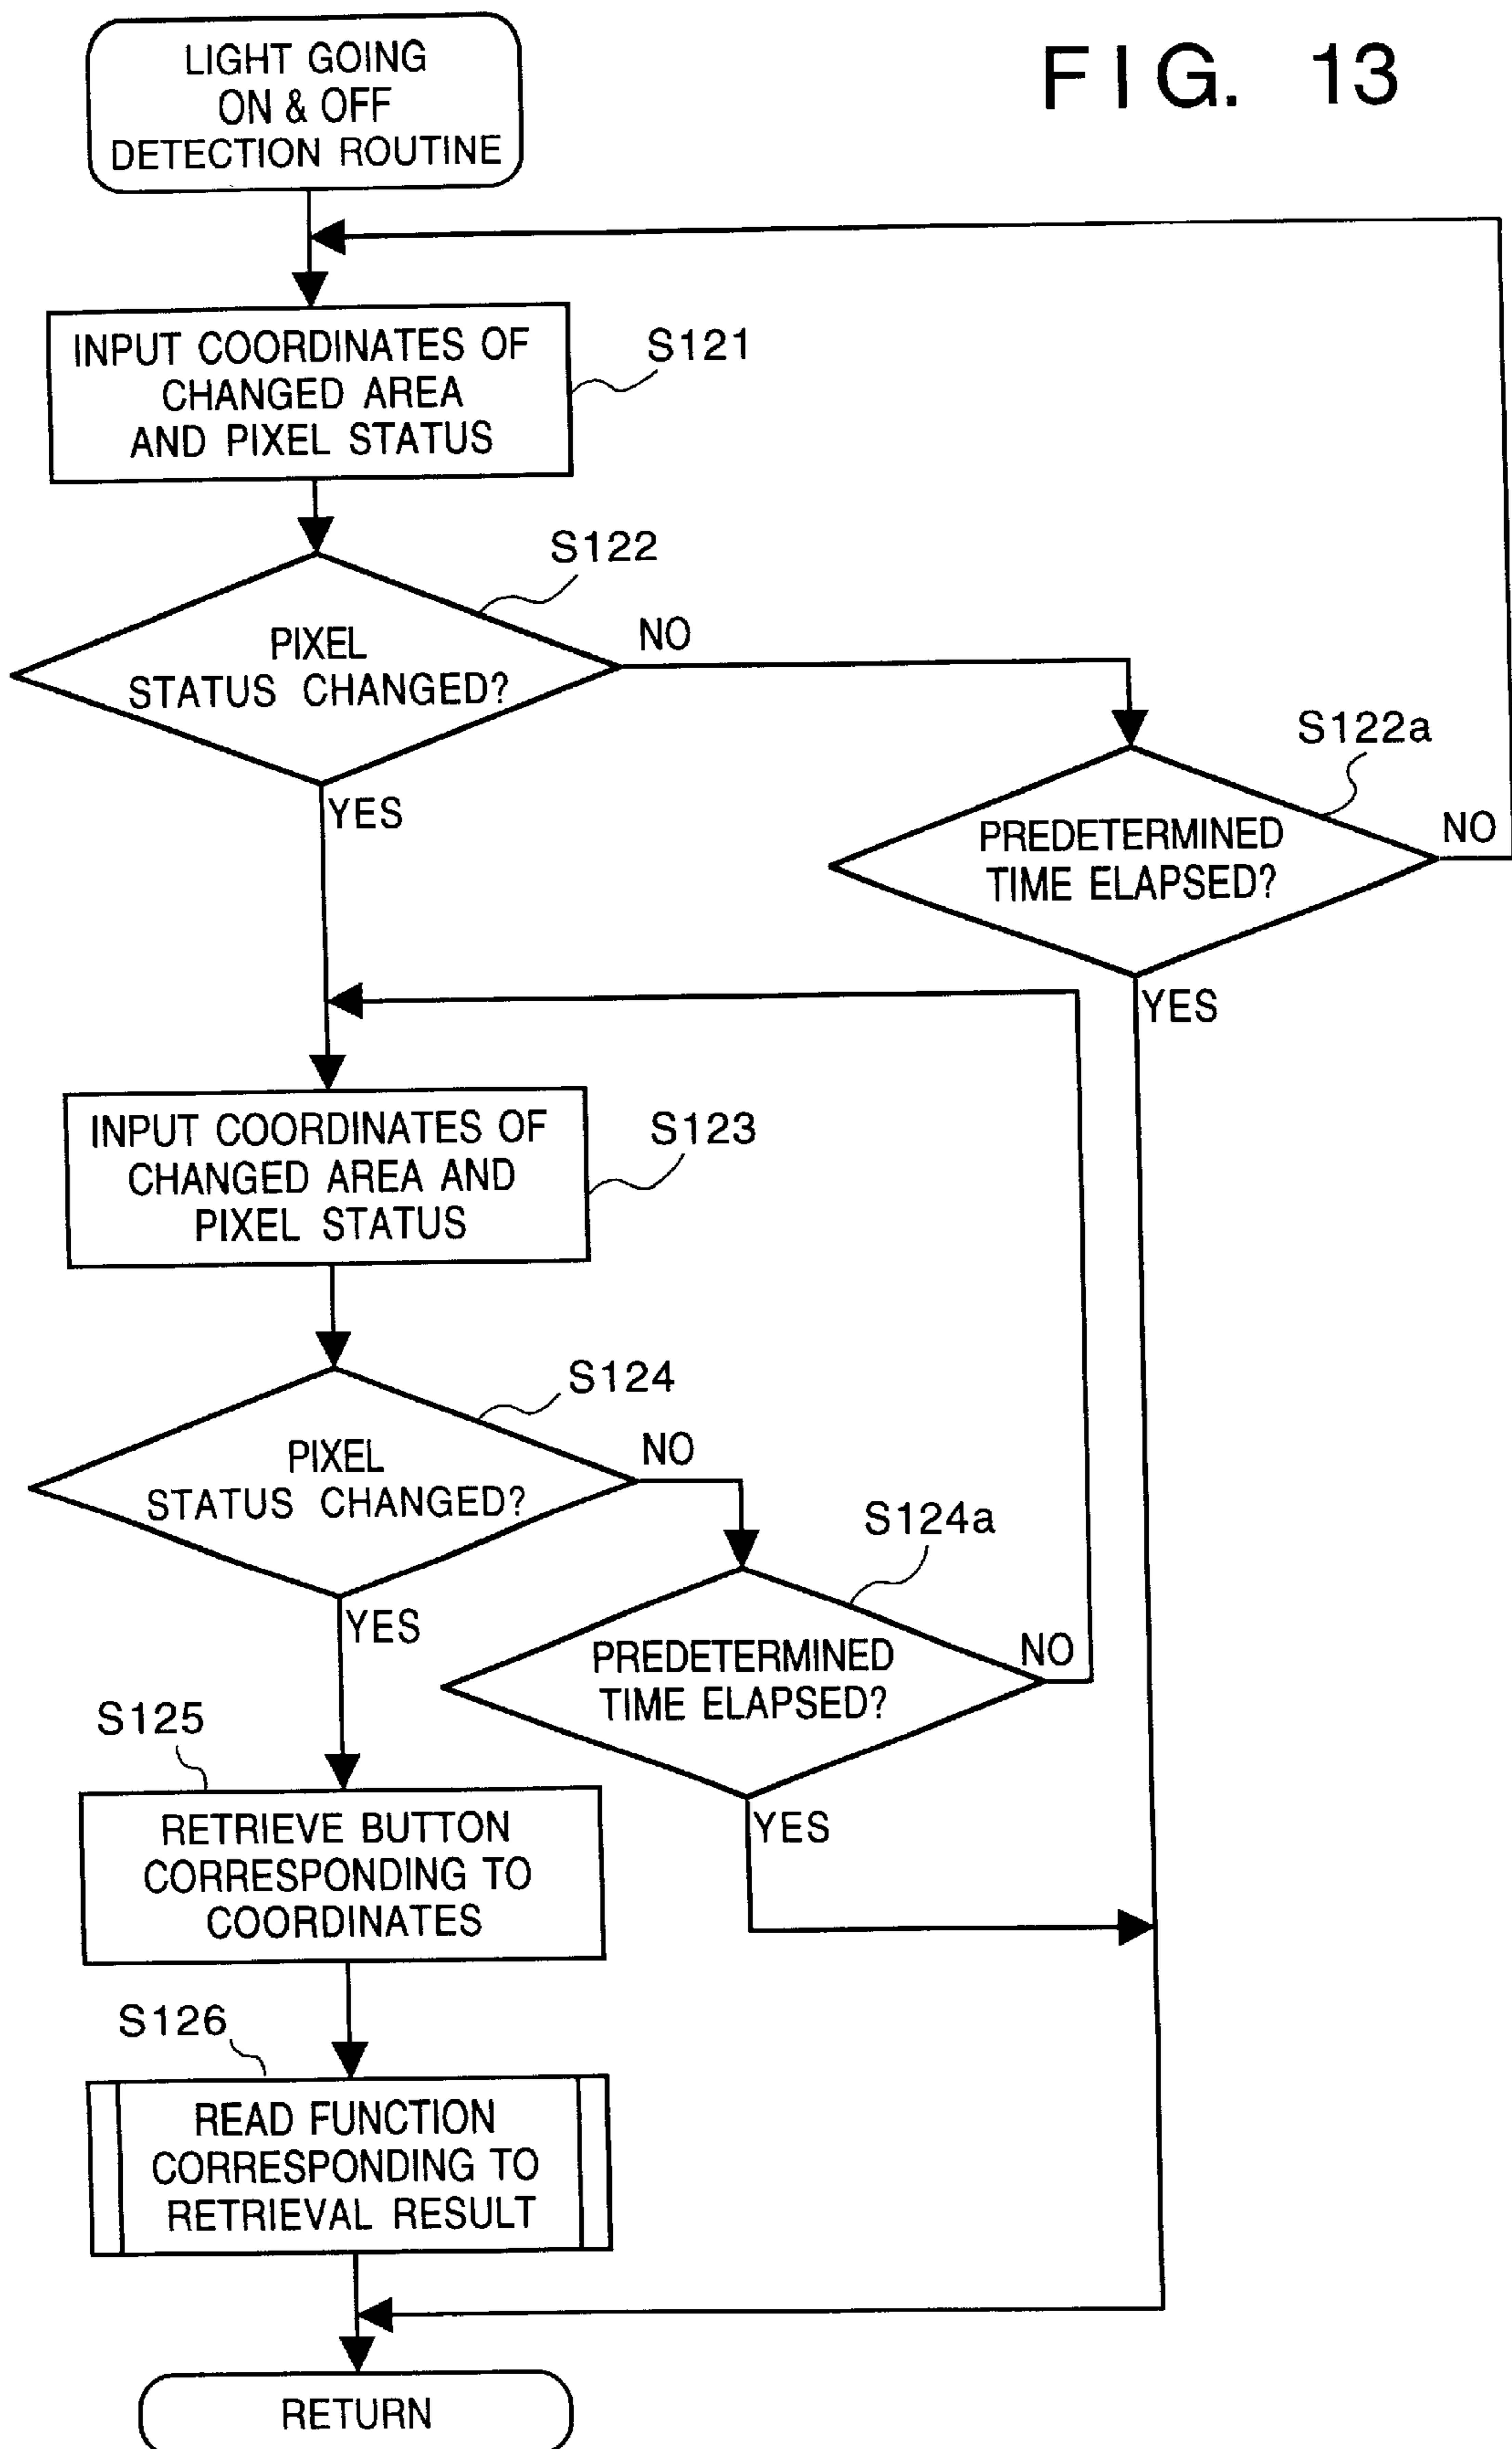 FIG. 13
LIGHT GOING
ON & OFF
DETECTION ROUTINE
INPUT COORDINATES OF
CHANGED AREA
AND PIXEL STATUS
S121
S122
PIXEL
STATUS CHANGED?
NO
YES
S122a
PREDETERMINED
TIME ELAPSED?
NO
YES
INPUT COORDINATES OF
CHANGED AREA AND
PIXEL STATUS
S123
S124
PIXEL
STATUS CHANGED?
NO
YES
S124a
PREDETERMINED
TIME ELAPSED?
NO
YES
S125
RETRIEVE BUTTON
CORRESPONDING TO
COORDINATES
S126
READ FUNCTION
CORRESPONDING TO
RETRIEVAL RESULT
RETURN